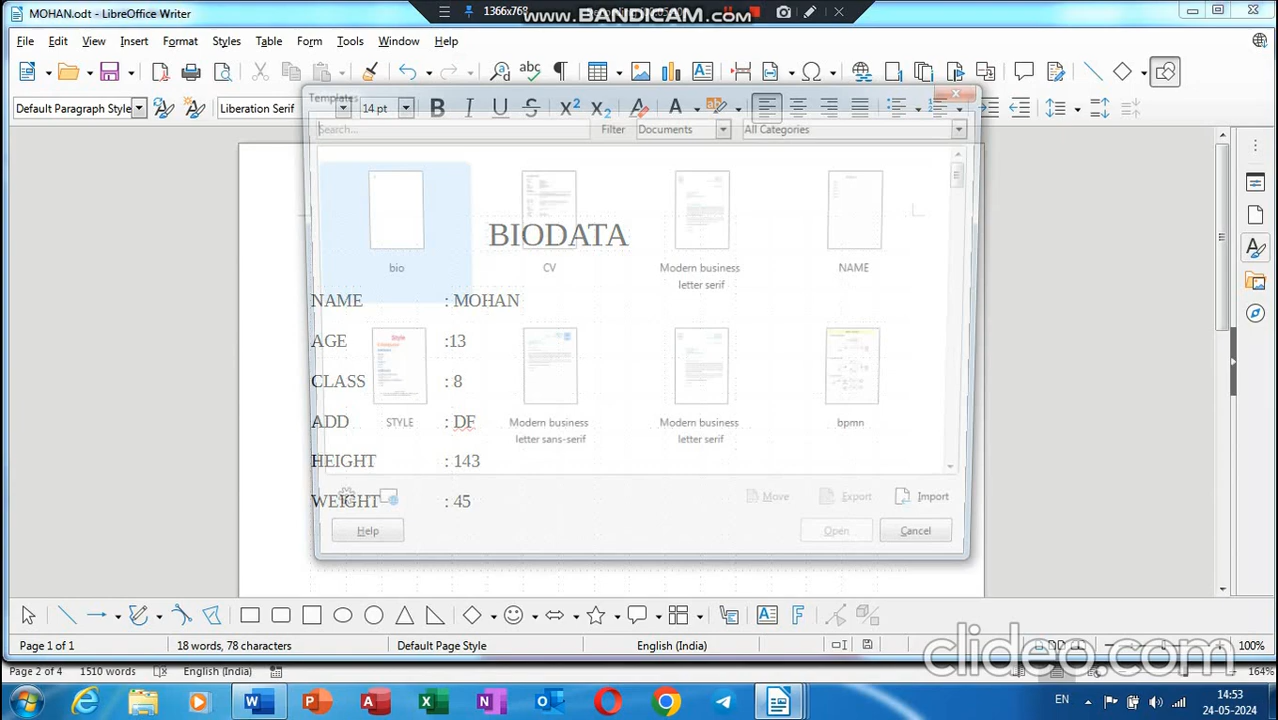 MOHAN.odt - LibreOffice Writer
1366x768
www.BANDICAM.com
File Edit View Insert Format Styles Table Form Tools Window Help
Default Paragraph Style Liberation Serif 14 pt
Templates
Search...
Filter Documents All Categories
BIODATA
bio CV Modern business letter serif NAME
NAME : MOHAN
AGE :13
CLASS : 8
ADD : DF
STYLE Modern business letter sans-serif Modern business letter serif bpmn
HEIGHT : 143
WEIGHT : 45
Move Export Import
Help Open Cancel
Page 1 of 1 18 words, 78 characters Default Page Style English (India) 100%
clideo.com
Page 2 of 4 1510 words English (India) 164%
EN 14:53
24-05-2024